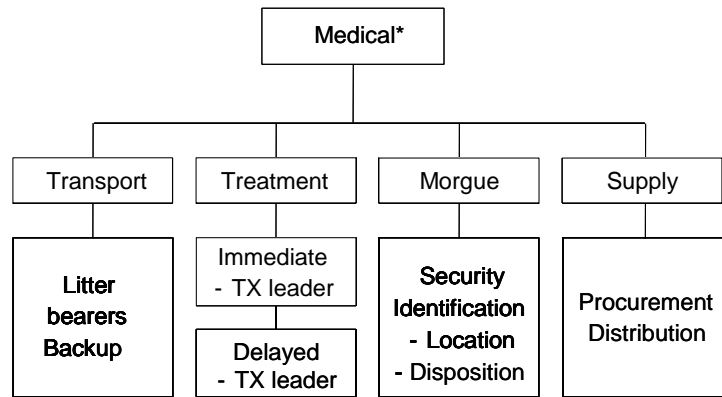 Medical*
Transport
Treatment
Morgue
Supply
Litter
bearers
Backup
Immediate
- TX leader
Delayed
- TX leader
Security
Identification
- Location
- Disposition
Procurement
Distribution